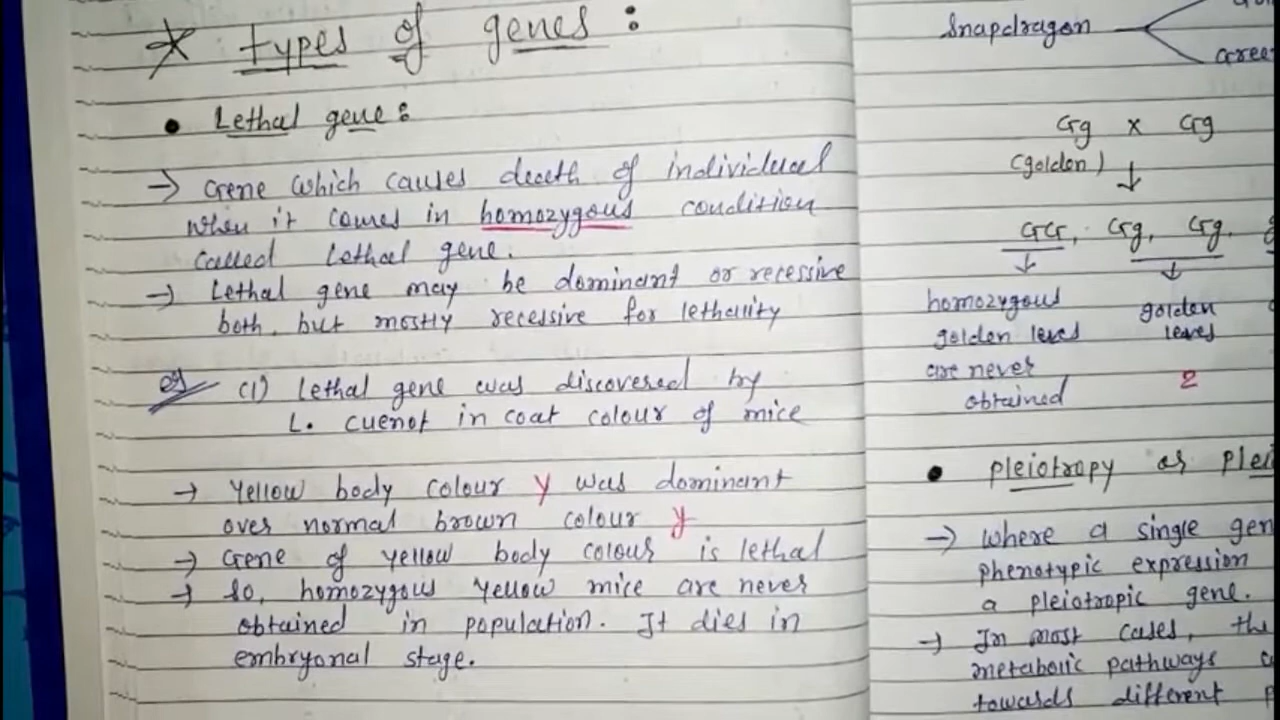 * Types of genes :
• Lethal gene :
→ Gene which causes death of individual
when it comes in homozygous condition
called lethal gene.
→ Lethal gene may be dominant or recessive
both, but mostly recessive for lethality
eg (1) Lethal gene was discovered by
L. cuenot in coat colour of mice
→ Yellow body colour Y was dominant
over normal brown colour y
→ Gene of yellow body colour is lethal
→ So, homozygous Yellow mice are never
obtained in population. It dies in
embryonal stage.
Snapdragon
Gg x Gg
(golden) ↓
GG, Gg, Gg,
↓ ↓
homozygous golden
golden leves leaves
are never 2
obtained
• pleiotropy or
→ where a single
phenotypic expression
a pleiotropic gene.
→ In most cases, the
metabolic pathways
towards different